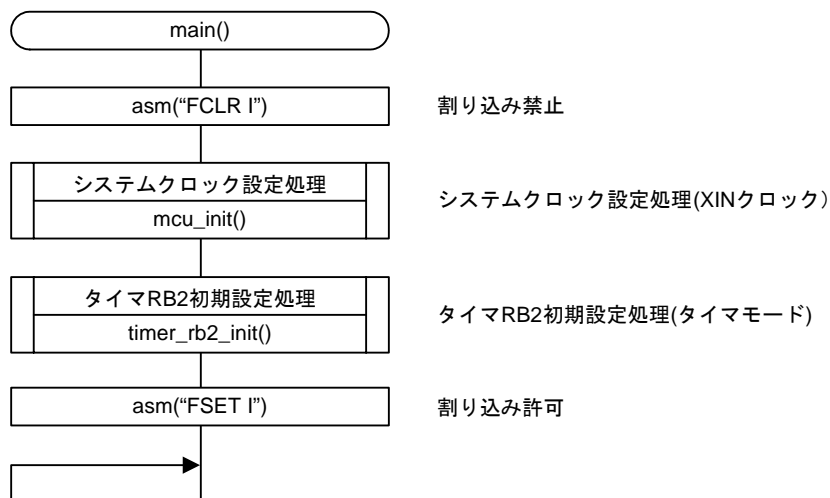 main()
asm(“FCLR I”) 割り込み禁止
システムクロック設定処理
mcu_init()
システムクロック設定処理(XINクロック)
タイマRB2初期設定処理
timer_rb2_init()
タイマRB2初期設定処理(タイマモード)
asm(“FSET I”) 割り込み許可